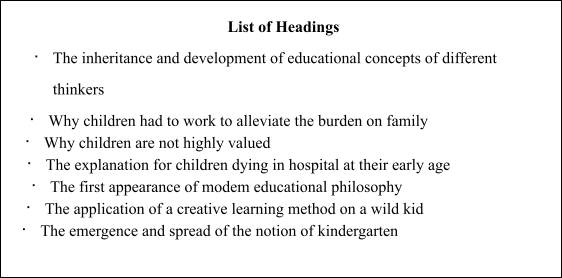 List of Headings
· The inheritance and development of educational concepts of different
thinkers
· Why children had to work to alleviate the burden on family
· Why children are not highly valued
· The explanation for children dying in hospital at their early age
· The first appearance of modem educational philosophy
· The application of a creative learning method on a wild kid
· The emergence and spread of the notion of kindergarten